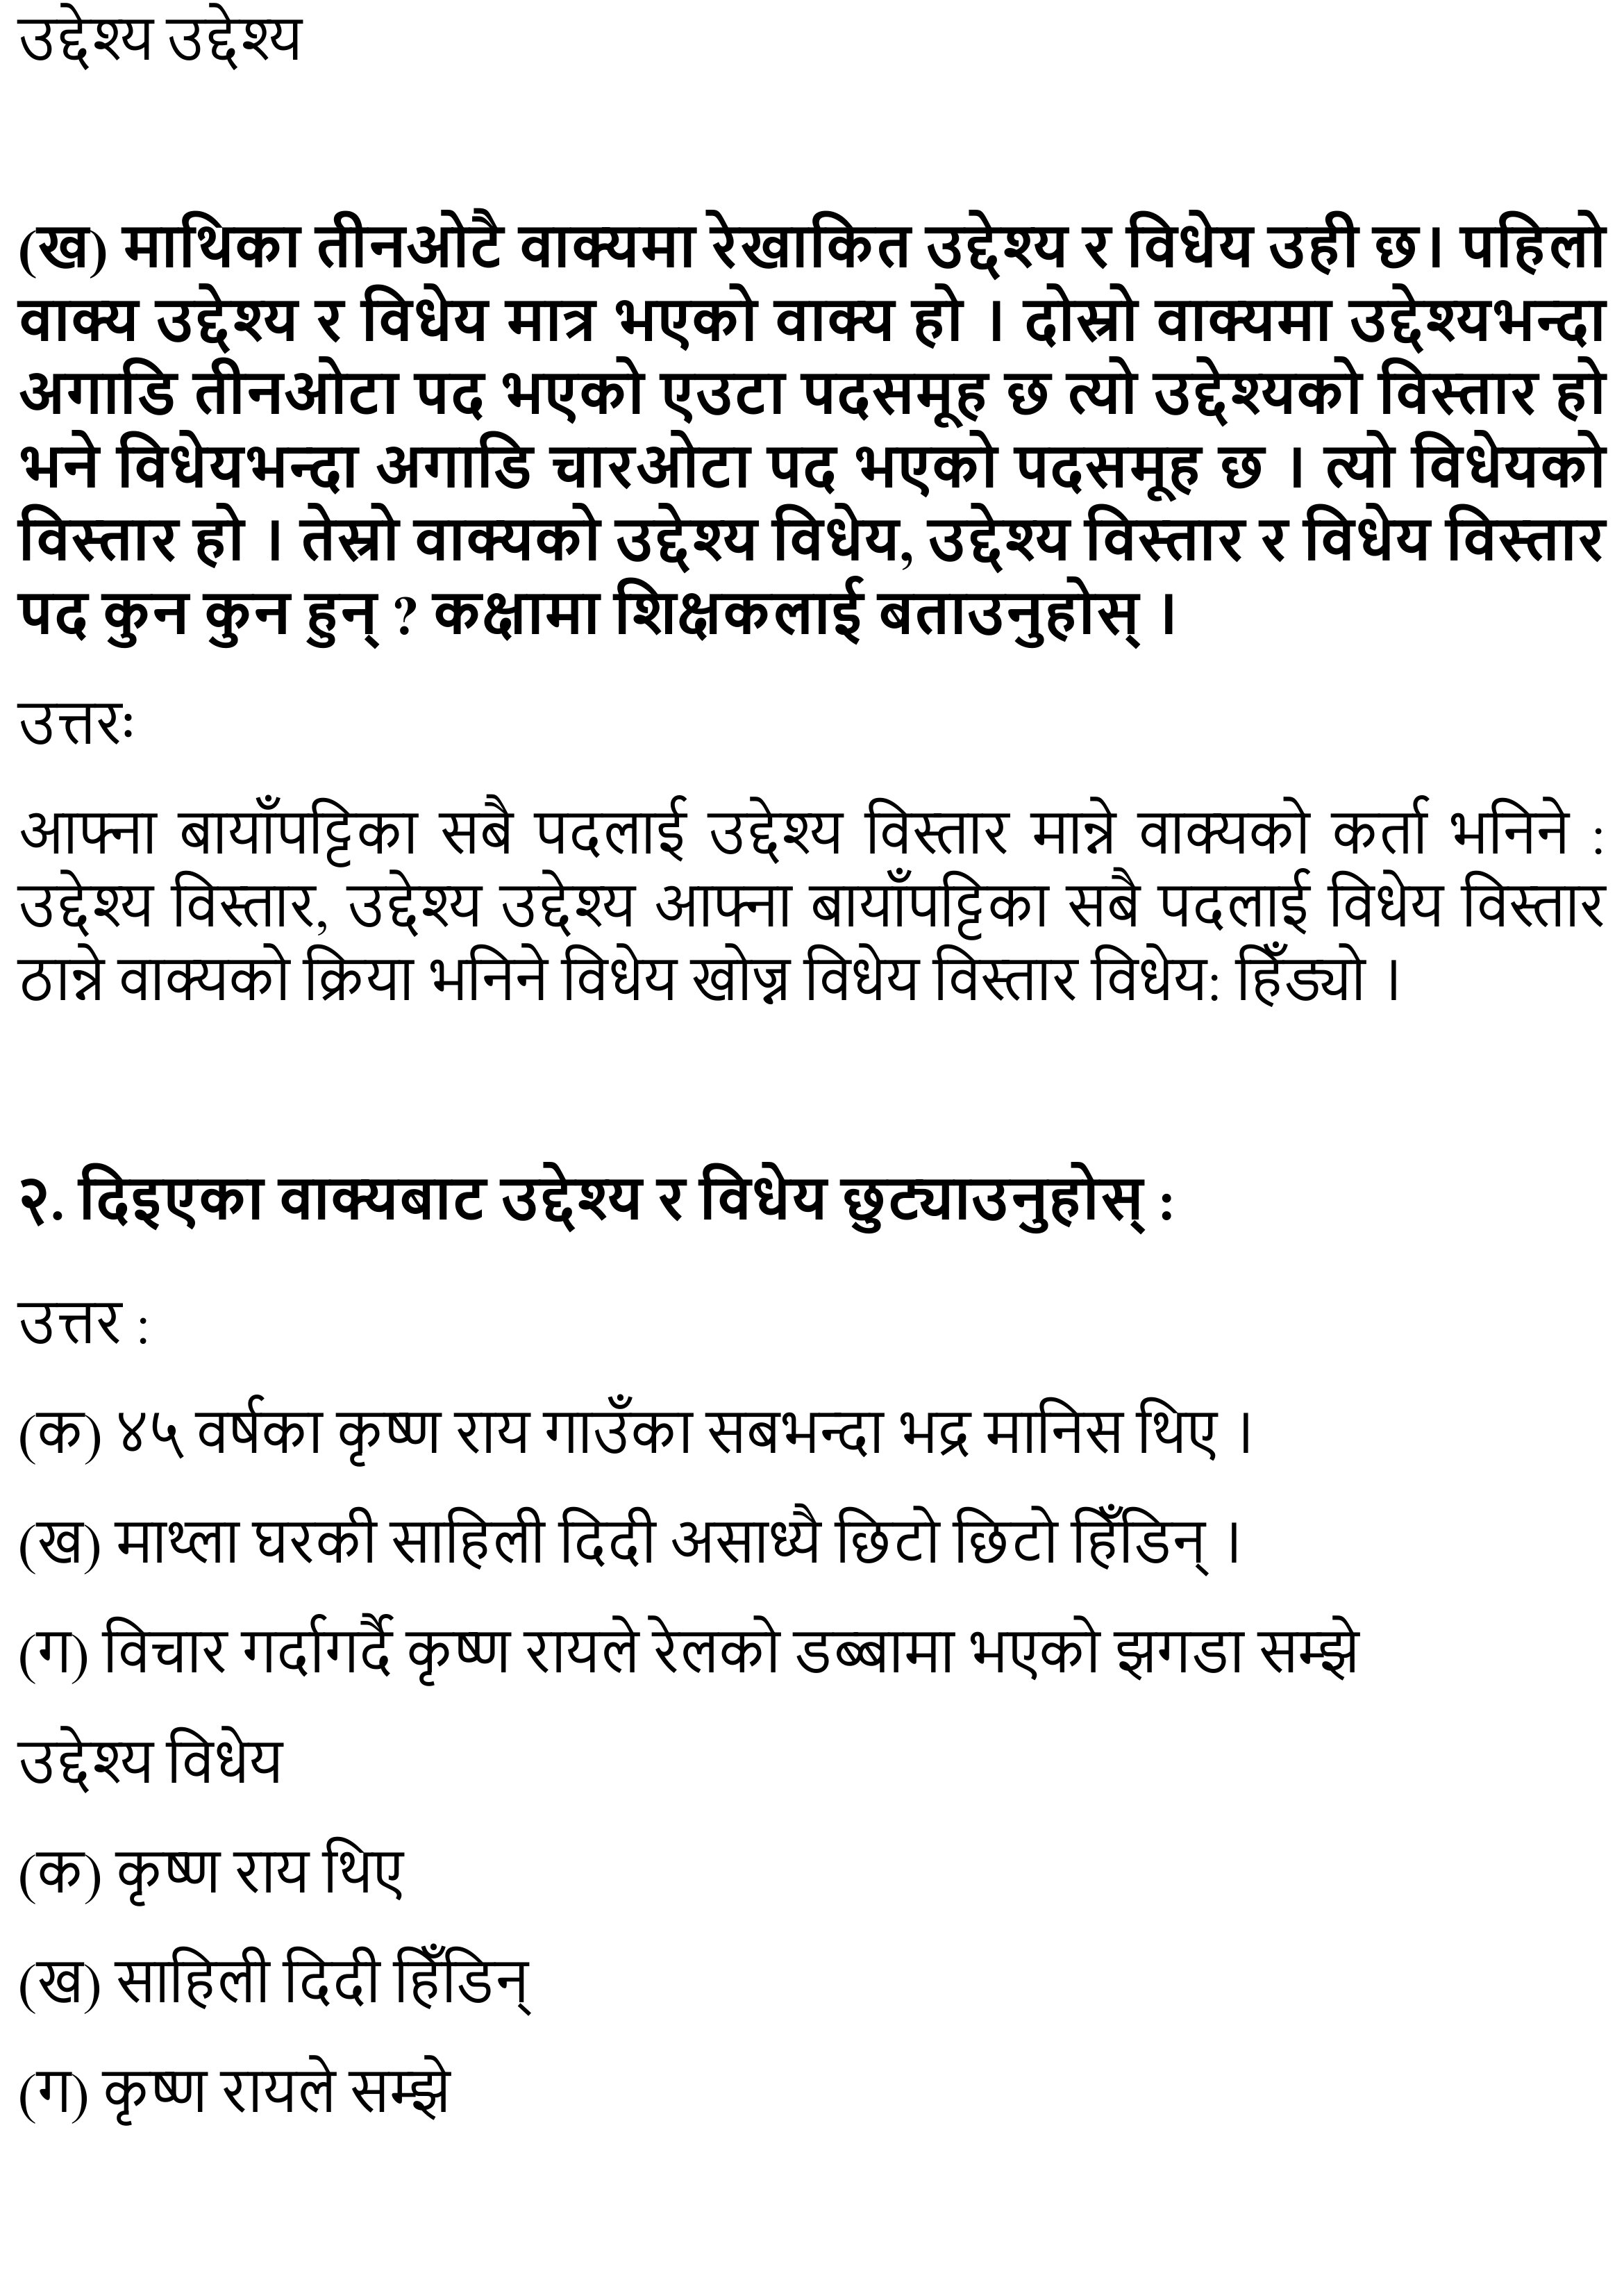 उद्देश्य उद्देश्य
(ख) माथिका तीनओटै वाक्यमा रेखाकित उद्देश्य र विधेय उही छ। पहिलो
वाक्य उद्देश्य र विधेय मात्र भएको वाक्य हो । दोस्रो वाक्यमा उद्देश्यभन्दा
अगाडि तीनओटा पद भएको एउटा पदसमूह छ त्यो उद्देश्यको विस्तार हो
भने विधेयभन्दा अगाडि चारओटा पद भएको पदसमूह छ । त्यो विधेयको
विस्तार हो । तेस्रो वाक्यको उद्देश्य विधेय, उद्देश्य विस्तार र विधेय विस्तार
पद कुन कुन हुन् ? कक्षामा शिक्षकलाई बताउनुहोस् ।
उत्तरः
आफ्ना बायाँपट्टिका सबै पदलाई उद्देश्य विस्तार मान्ने वाक्यको कर्ता भनिने :
उद्देश्य विस्तार, उद्देश्य उद्देश्य आफ्ना बायाँपट्टिका सबै पदलाई विधेय विस्तार
ठान्ने वाक्यको क्रिया भनिने विधेय खोज्न विधेय विस्तार विधेय: हिँड्यो ।
२. दिइएका वाक्यबाट उद्देश्य र विधेय छुट्याउनुहोस् :
उत्तर :
(क) ४५ वर्षका कृष्ण राय गाउँका सबभन्दा भद्र मानिस थिए ।
(ख) माथ्ला घरकी साहिली दिदी असाध्यै छिटो छिटो हिँडिन् ।
(ग) विचार गर्दागर्दै कृष्ण रायले रेलको डब्बामा भएको झगडा सम्झे
उद्देश्य विधेय
(क) कृष्ण राय थिए
(ख) साहिली दिदी हिँडिन्
(ग) कृष्ण रायले सम्झे